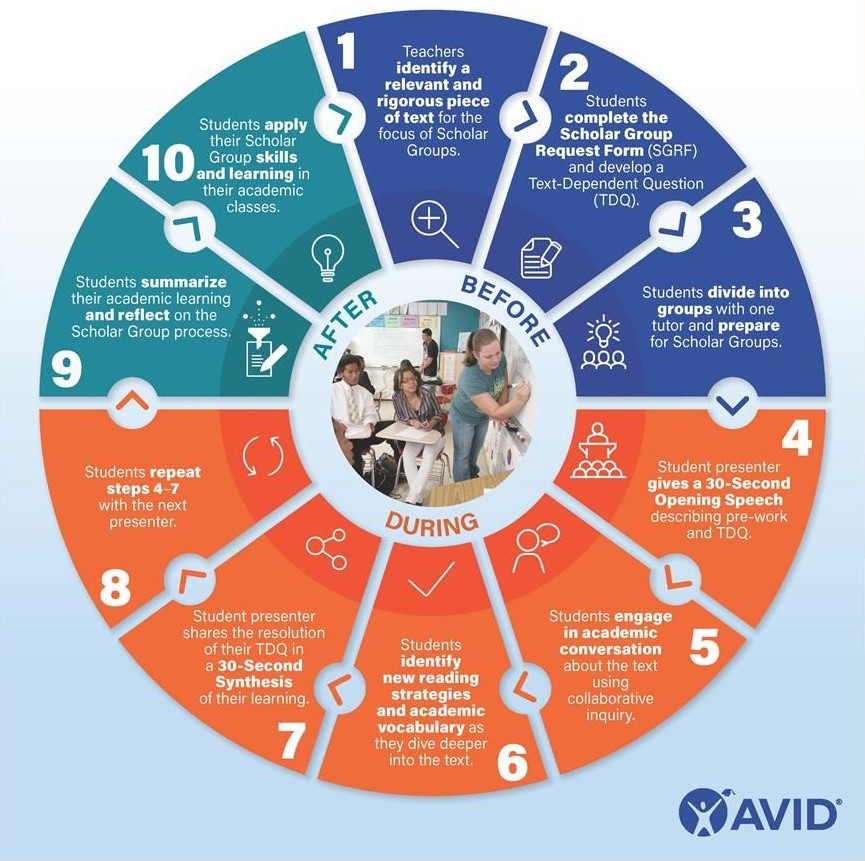 1
Teachers
identify a
relevant and
rigorous piece
of text for the
focus of Scholar
Groups.
2
Students
complete the
Scholar Group
Request Form (SGRF)
and develop a
Text-Dependent Question
(TDQ).
3
Students divide into
groups with one
tutor and prepare
for Scholar Groups.
4
Student presenter
gives a 30-Second
Opening Speech
describing pre-work
and TDQ.
5
Students engage
in academic
conversation
about the text
using
collaborative
inquiry.
6
Students
identify
new reading
strategies
and academic
vocabulary as
they dive deeper
into the text.
7
Student presenter
shares the resolution
of their TDQ in
a 30-Second
Synthesis
of their learning.
8
Students repeat
steps 4–7
with the next
presenter.
9
Students summarize
their academic learning
and reflect on the
Scholar Group process.
10
Students apply
their Scholar
Group skills
and learning in
their academic
classes.
BEFORE
DURING
AFTER
AVID®